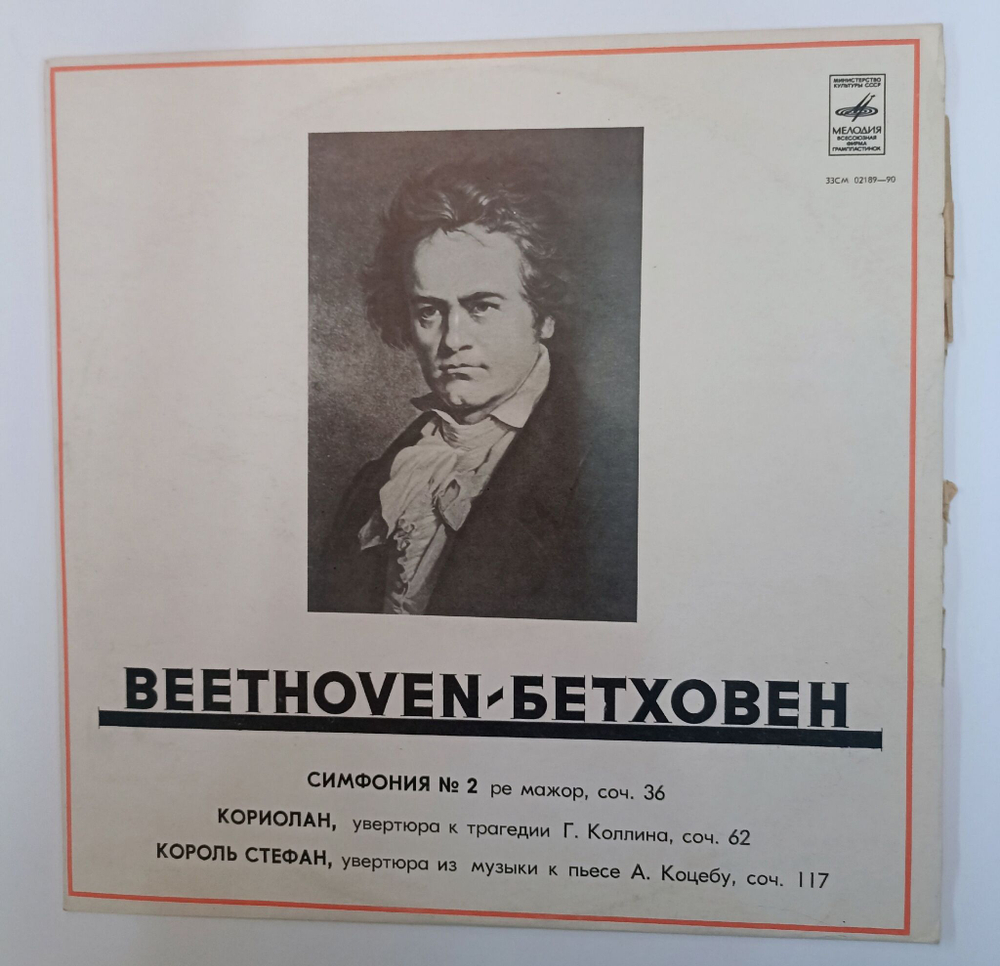 МИНИСТЕРСТВО
КУЛЬТУРЫ СССР
МЕЛОДИЯ
ВСЕСОЮЗНАЯ
ФИРМА
ГРАМПЛАСТИНОК
33СМ 02189—90
BEETHOVEN-БЕТХОВЕН
СИМФОНИЯ № 2 ре мажор, соч. 36
КОРИОЛАН, увертюра к трагедии Г. Коллина, соч. 62
КОРОЛЬ СТЕФАН, увертюра из музыки к пьесе А. Коцебу, соч. 117